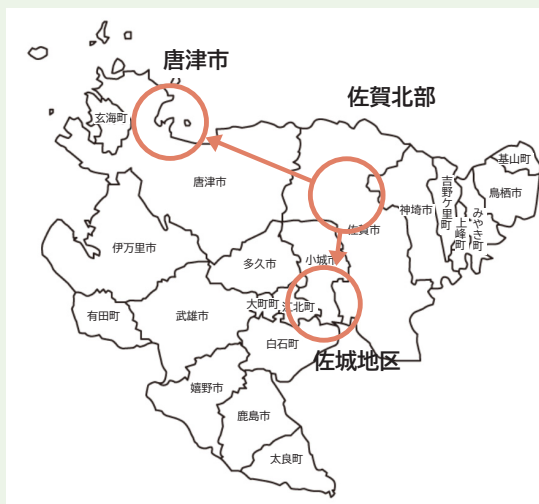 唐津市
佐賀北部
玄海町
基山町
鳥栖市
吉野ヶ里町
上峰町
みやき町
唐津市
神埼市
佐賀市
伊万里市
多久市
小城市
大町町
江北町
有田町
武雄市
白石町
佐城地区
嬉野市
鹿島市
太良町